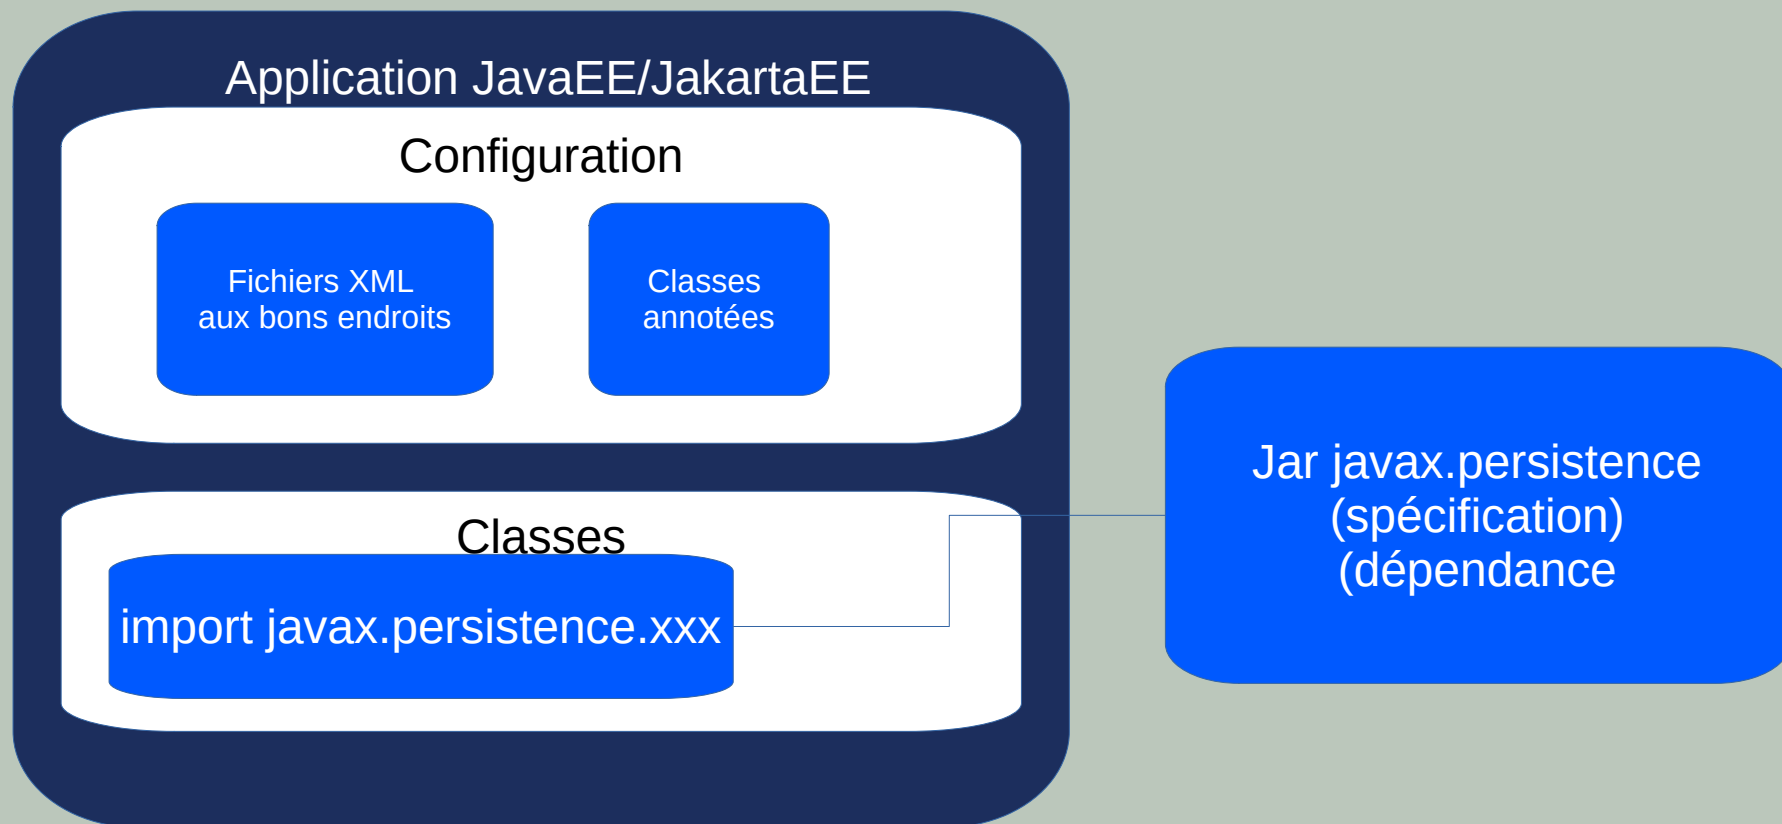 Application JavaEE/JakartaEE
Configuration
Fichiers XML
aux bons endroits
Classes
annotées
Classes
import javax.persistence.xxx
Jar javax.persistence
(spécification)
(dépendance